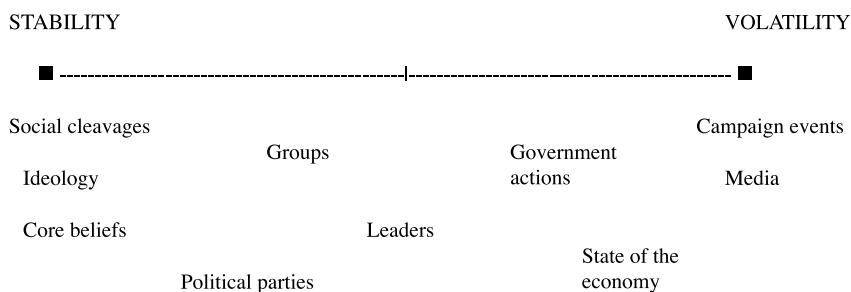 STABILITY VOLATILITY
Social cleavages Campaign events
Groups Government
Ideology actions Media
Core beliefs Leaders
State of the
Political parties economy